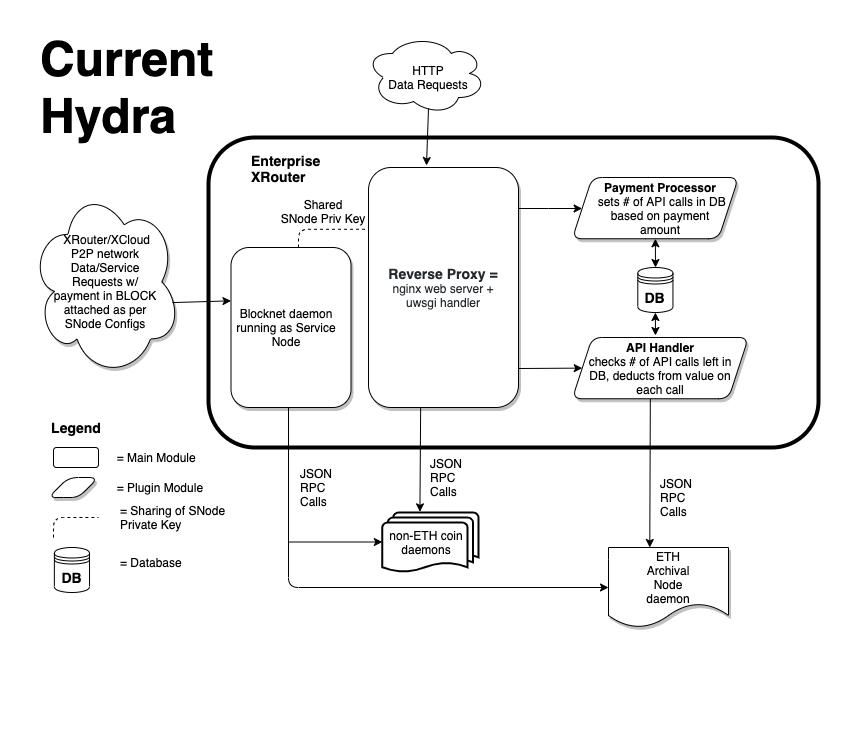 Current
Hydra
HTTP
Data Requests
Enterprise
XRouter
Shared
SNode Priv Key
XRouter/XCloud
P2P network
Data/Service
Requests w/
payment in BLOCK
attached as per
SNode Configs
Blocknet daemon
running as Service
Node
Reverse Proxy =
nginx web server +
uwsgi handler
Payment Processor
sets # of API calls in DB
based on payment
amount
DB
API Handler
checks # of API calls left in
DB, deducts from value on
each call
Legend
= Main Module
= Plugin Module
= Sharing of SNode
Private Key
DB
= Database
JSON
RPC
Calls
JSON
RPC
Calls
JSON
RPC
Calls
non-ETH coin
daemons
ETH
Archival
Node
daemon